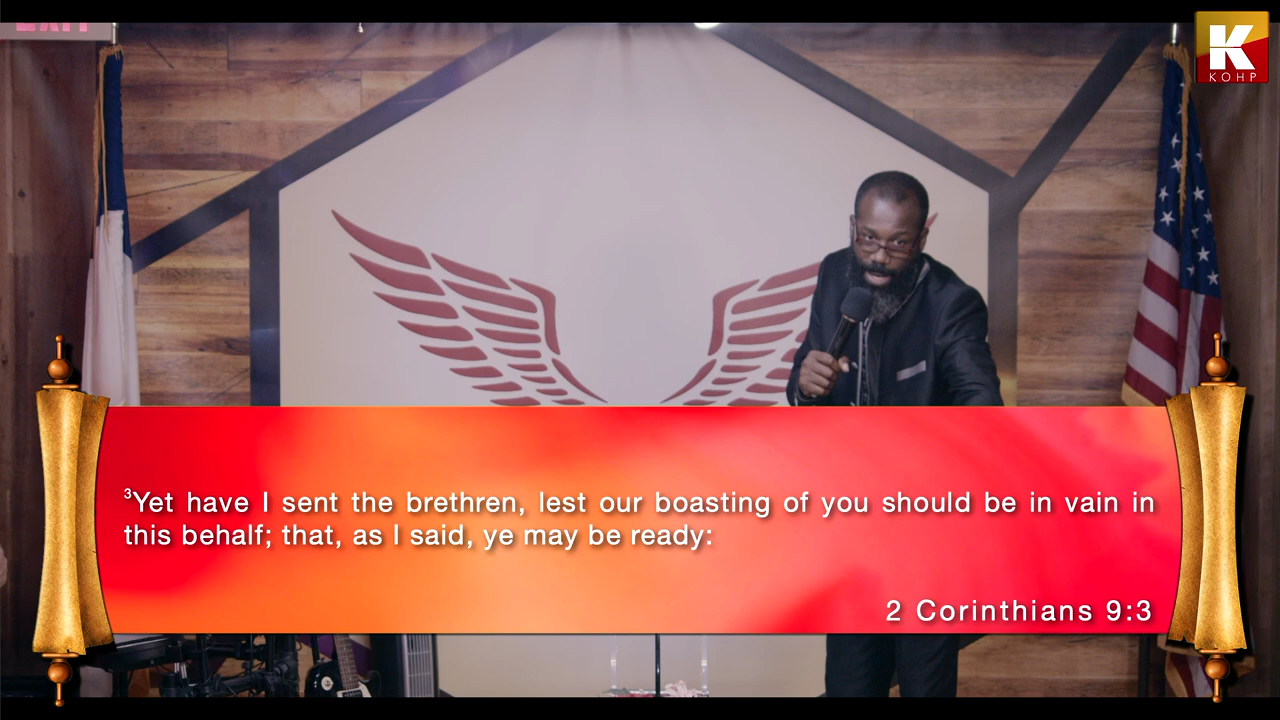 EXIT
K
KOHP
³Yet have I sent the brethren, lest our boasting of you should be in vain in
this behalf; that, as I said, ye may be ready:
2 Corinthians 9:3